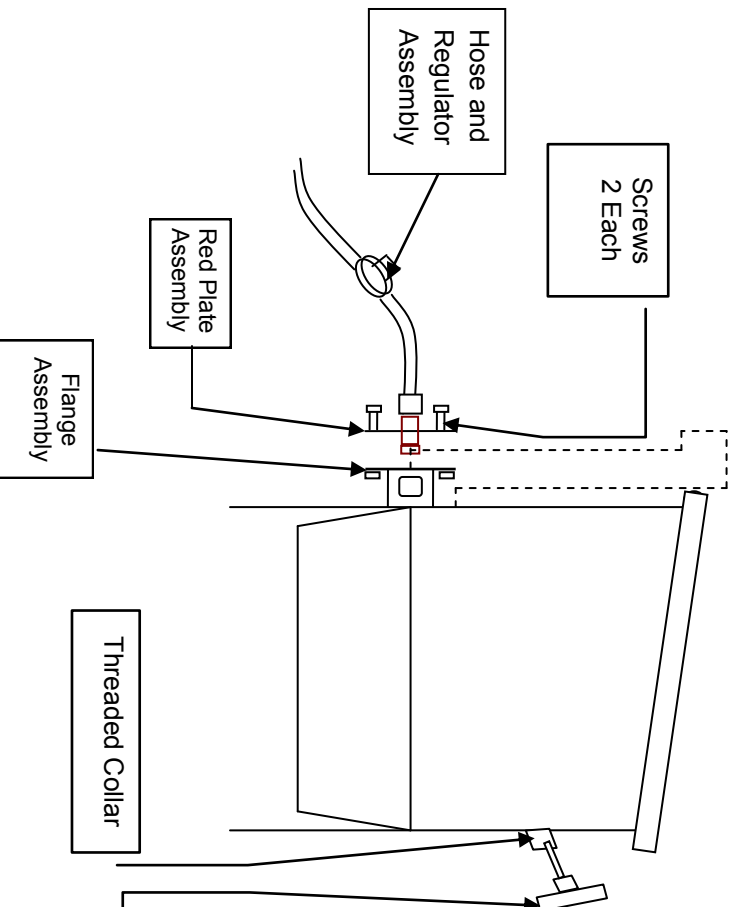 Hose and
Regulator
Assembly
Screws
2 Each
Red Plate
Assembly
Flange
Assembly
Threaded Collar